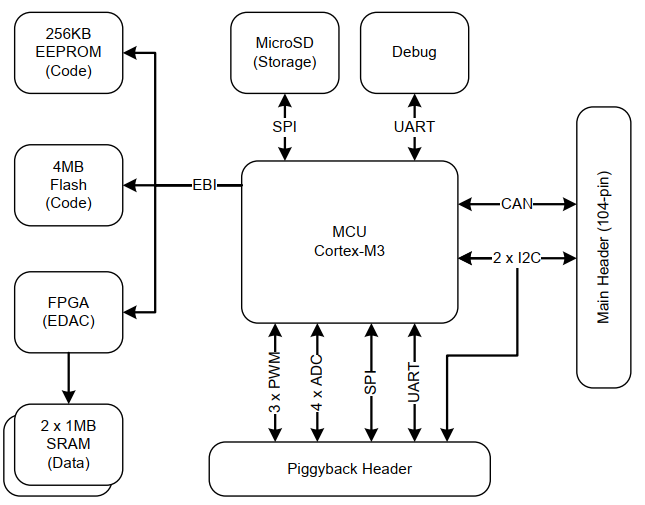 256KB
EEPROM
(Code)
MicroSD
(Storage)
Debug
SPI
UART
4MB
Flash
(Code)
EBI
MCU
Cortex-M3
CAN
2 x I2C
Main Header (104-pin)
FPGA
(EDAC)
3 x PWM
4 x ADC
SPI
UART
2 x 1MB
SRAM
(Data)
Piggyback Header